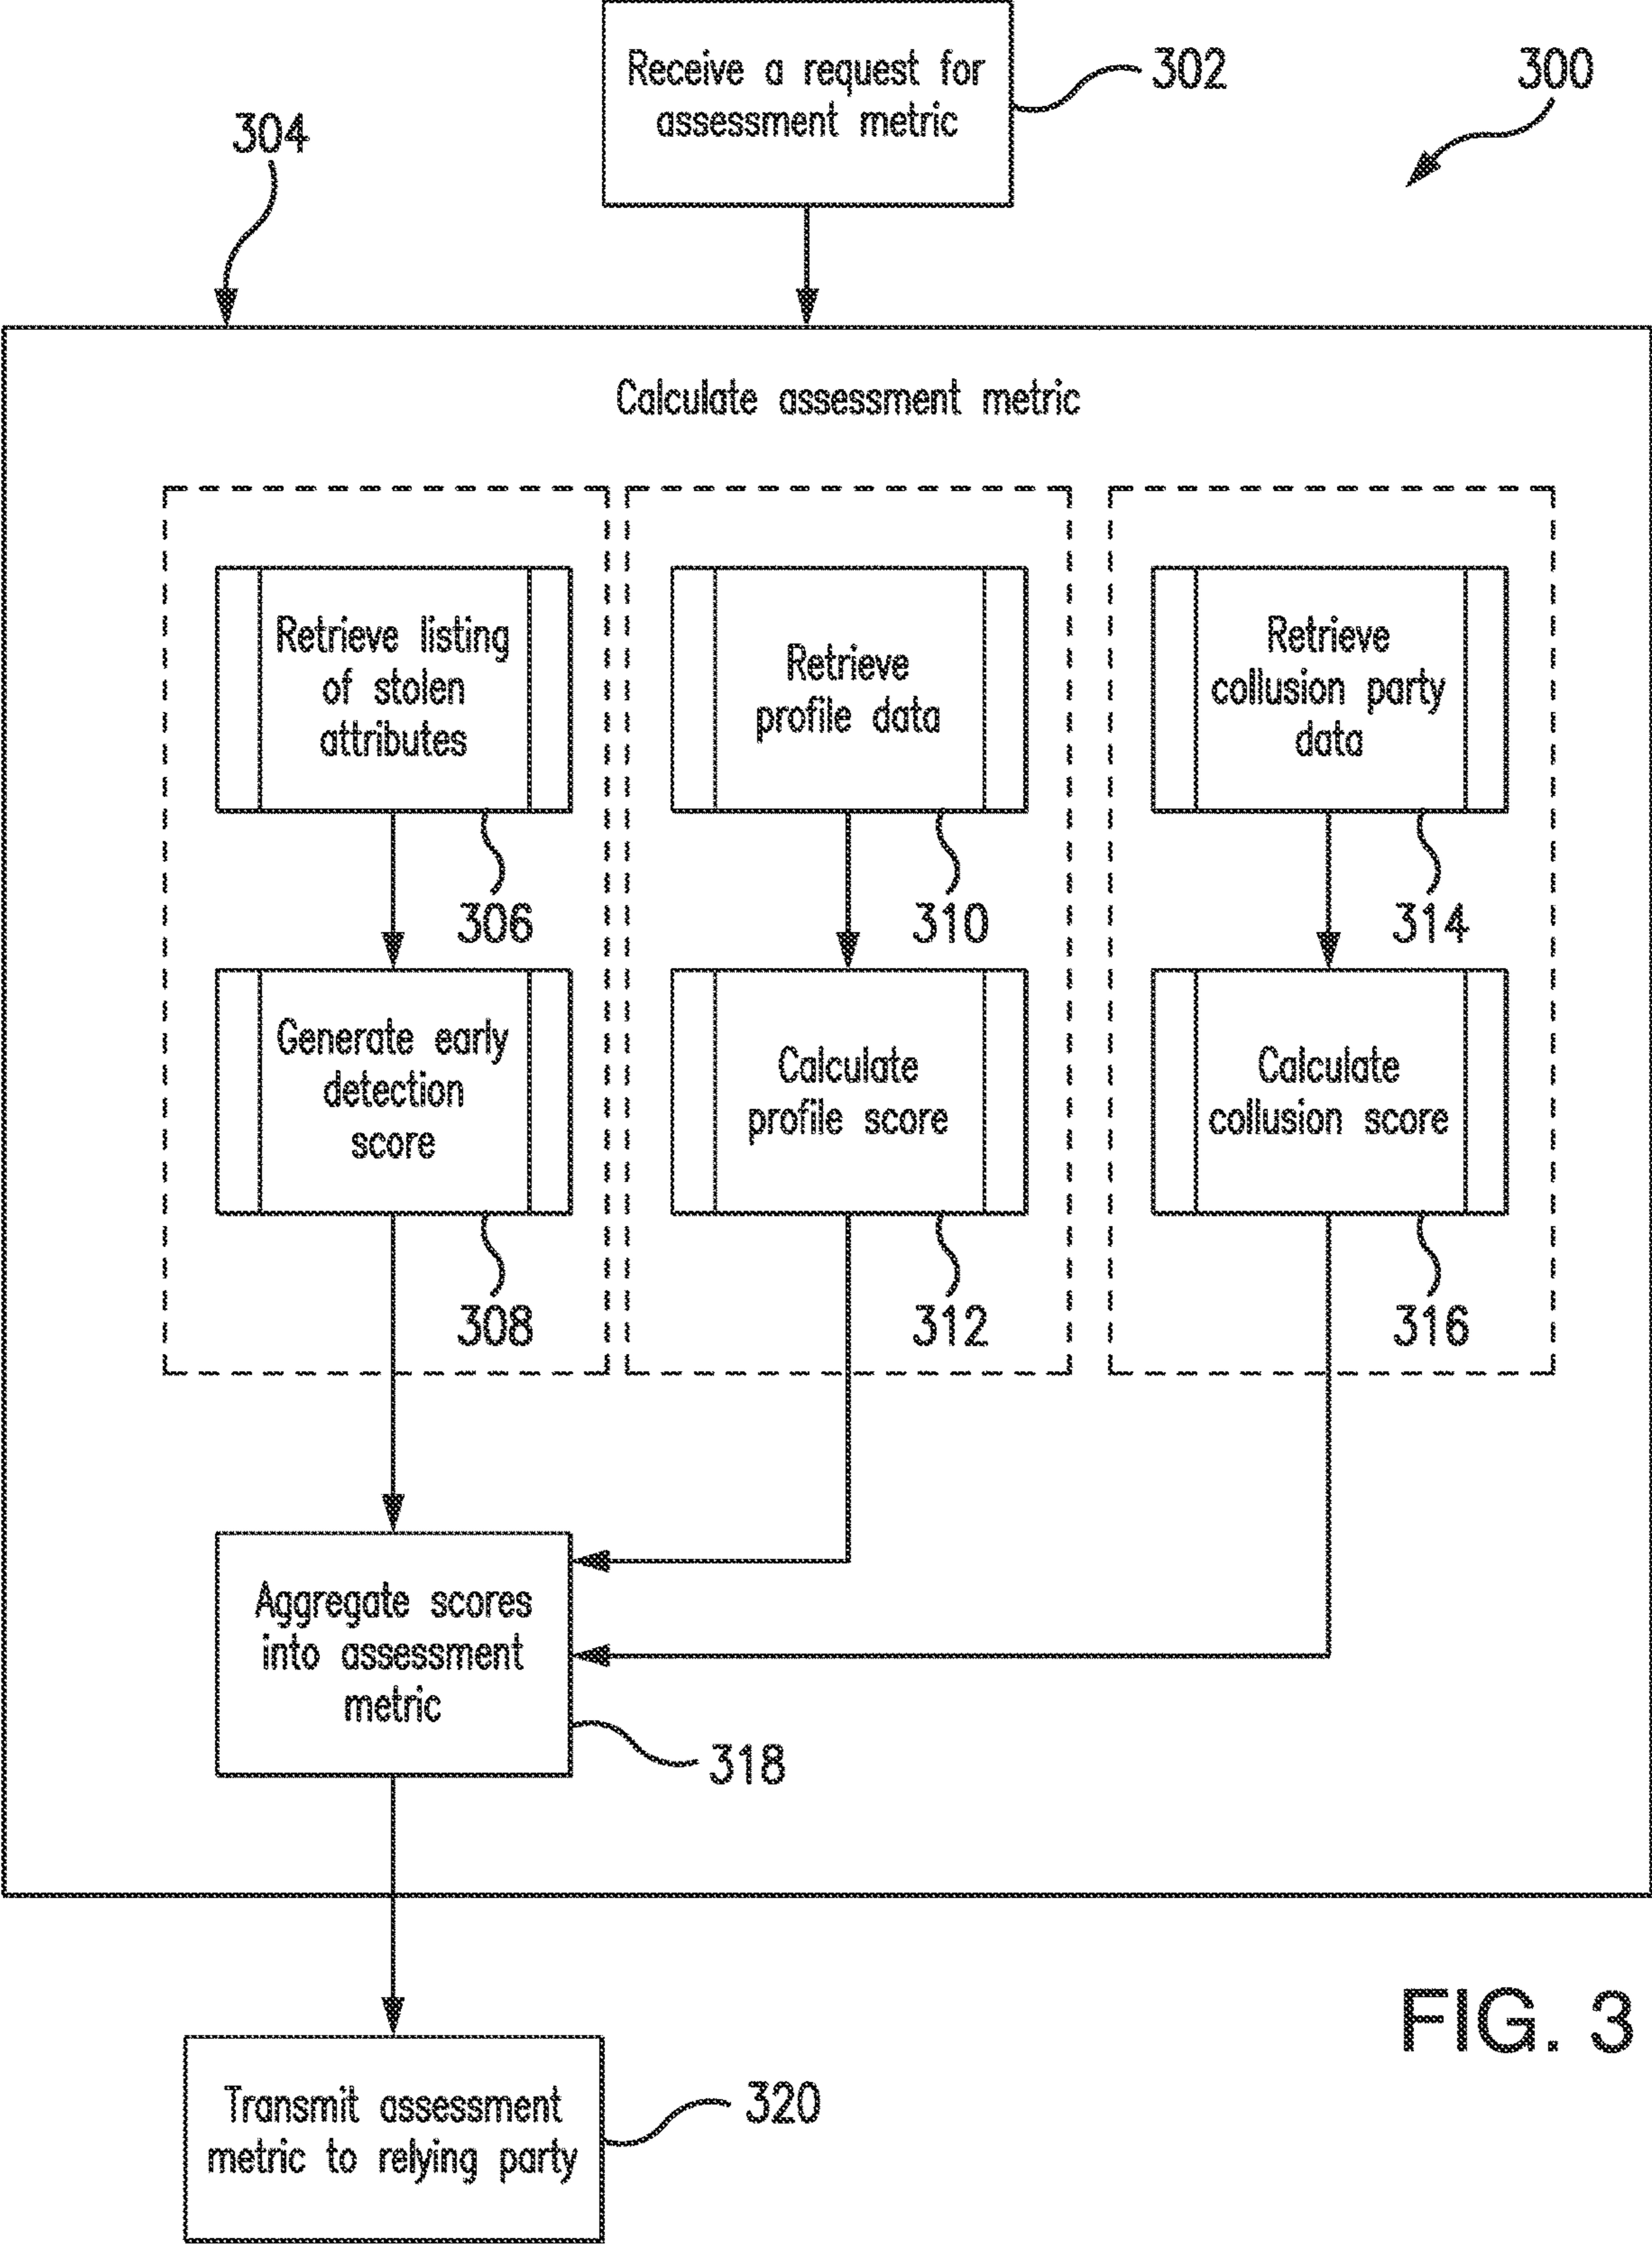 Receive a request for
assessment metric
302
300
304
Calculate assessment metric
Retrieve listing
of stolen
attributes
306
Retrieve
profile data
310
Retrieve
collusion party
data
314
Generate early
detection
score
308
Calculate
profile score
312
Calculate
collusion score
316
Aggregate scores
into assessment
metric
318
Transmit assessment
metric to relying party
320
FIG. 3